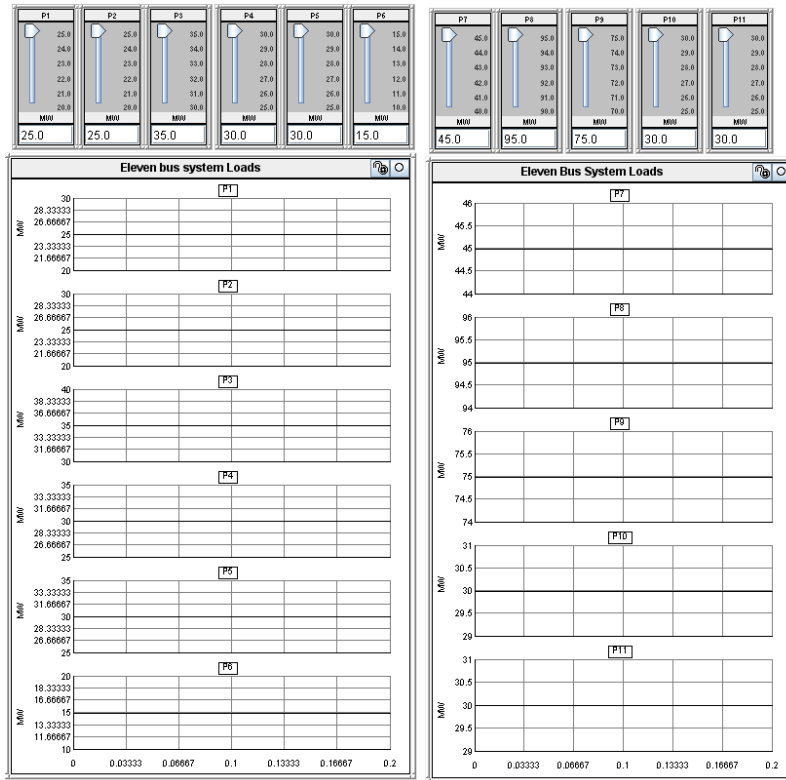 P1 P2 P3 P4 P5 P6
25.0 25.0 35.0 30.0 30.0 15.0
24.0 24.0 34.0 29.0 29.0 14.0
23.0 23.0 33.0 28.0 28.0 13.0
22.0 22.0 32.0 27.0 27.0 12.0
21.0 21.0 31.0 26.0 26.0 11.0
20.0 20.0 30.0 25.0 25.0 10.0
MW MW MW MW MW MW
25.0 25.0 35.0 30.0 30.0 15.0
P7 P8 P9 P10 P11
45.0 95.0 75.0 30.0 30.0
44.0 94.0 74.0 29.0 29.0
43.0 93.0 73.0 28.0 28.0
42.0 92.0 72.0 27.0 27.0
41.0 91.0 71.0 26.0 26.0
40.0 90.0 70.0 25.0 25.0
MW MW MW MW MW
45.0 95.0 75.0 30.0 30.0
Eleven bus system Loads
P1
30
28.33333
26.66667
MW 25
23.33333
21.66667
20
P2
30
28.33333
26.66667
MW 25
23.33333
21.66667
20
P3
40
38.33333
36.66667
MW 35
33.33333
31.66667
30
P4
35
33.33333
31.66667
MW 30
28.33333
26.66667
25
P5
35
33.33333
31.66667
MW 30
28.33333
26.66667
25
P6
20
18.33333
16.66667
MW 15
13.33333
11.66667
10
0 0.03333 0.06667 0.1 0.13333 0.16667 0.2
Eleven Bus System Loads
P7
46
45.5
MW 45
44.5
44
P8
96
95.5
MW 95
94.5
94
P9
76
75.5
MW 75
74.5
74
P10
31
30.5
MW 30
29.5
29
P11
31
30.5
MW 30
29.5
29
0 0.03333 0.06667 0.1 0.13333 0.16667 0.2